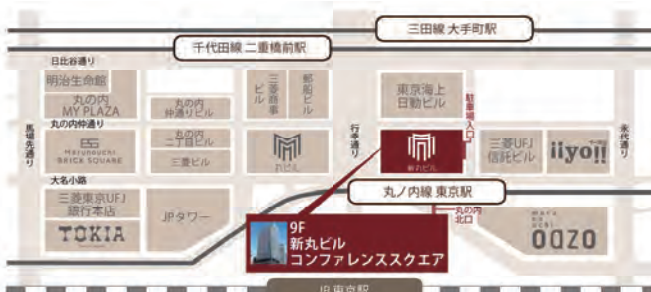 三田線 大手町駅
千代田線 二重橋前駅
日比谷通り
明治生命館
丸の内
MY PLAZA
丸の内
仲通りビル
三菱商事
ビル
郵船ビル
東京海上
日動ビル
駐車場入口
丸の内仲通り
馬場先通り
Marunouchi
BRICK SQUARE
丸の内
二丁目ビル
三菱ビル
丸ビル
行幸通り
新丸ビル
三菱UFJ
信託ビル
iiyo!!
永代通り
大名小路
丸ノ内線 東京駅
三菱東京UFJ
銀行本店
TOKIA
JPタワー
丸の内
北口
maru
no
uchi
OAZO
9F
新丸ビル
コンファレンススクエア
JR東京駅